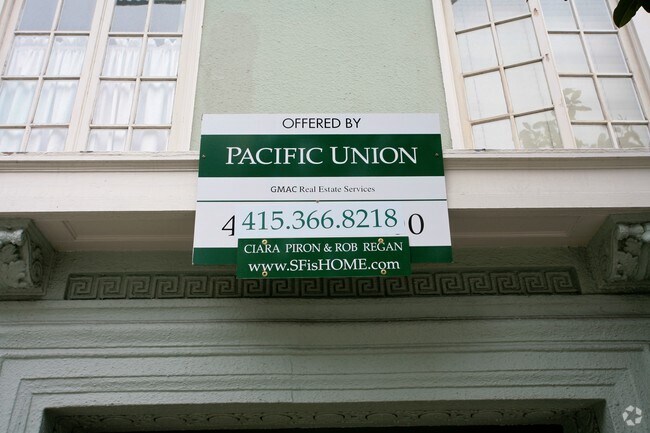 OFFERED BY
PACIFIC UNION
GMAC Real Estate Services
4 415.366.8218 0
CIARA PIRON & ROB REGAN
www.SFisHOME.com